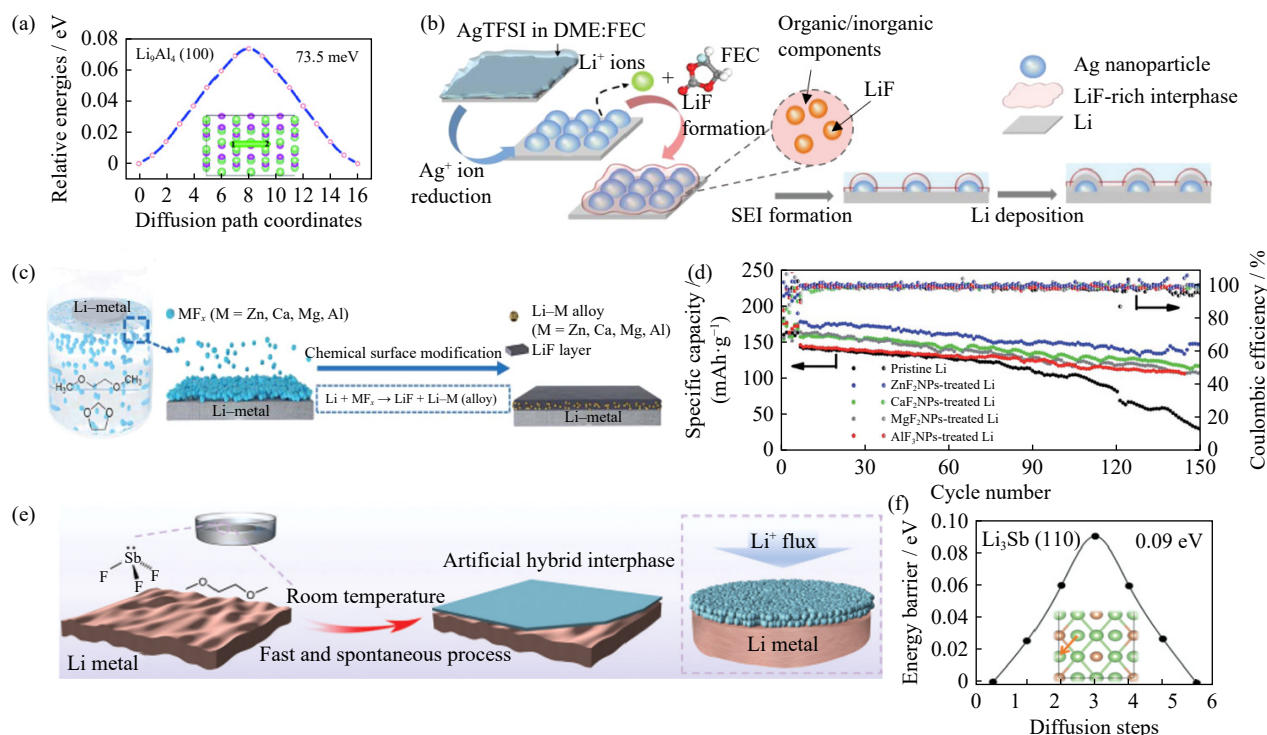 (a)
Relative energies / eV
0.08
0.06
0.04
0.02
0
Li₉Al₄ (100)
73.5 meV
1
2
0 2 4 6 8 10 12 14 16
Diffusion path coordinates
(b)
AgTFSI in DME:FEC
Li⁺ ions
+
FEC
LiF
formation
Ag⁺ ion
reduction
Organic/inorganic
components
LiF
Ag nanoparticle
LiF-rich interphase
Li
SEI formation
Li deposition
(c)
Li–metal
H₃C
O
O
CH₃
O
O
MFₓ (M = Zn, Ca, Mg, Al)
Li–metal
Chemical surface modification
Li + MFₓ → LiF + Li–M (alloy)
Li–M alloy
(M = Zn, Ca, Mg, Al)
LiF layer
Li–metal
(d)
Specific capacity /
(mAh·g⁻¹)
250
200
150
100
50
0
Pristine Li
ZnF₂NPs-treated Li
CaF₂NPs-treated Li
MgF₂NPs-treated Li
AlF₃NPs-treated Li
100
80
60
40
20
0
Coulombic efficiency / %
0 30 60 90 120 150
Cycle number
(e)
Sb
F
F
F
O
O
Li metal
Room temperature
Fast and spontaneous process
Artificial hybrid interphase
Li⁺ flux
Li metal
(f)
Energy barrier / eV
0.10
0.08
0.06
0.04
0.02
0
Li₃Sb (110)
0.09 eV
0 1 2 3 4 5 6
Diffusion steps